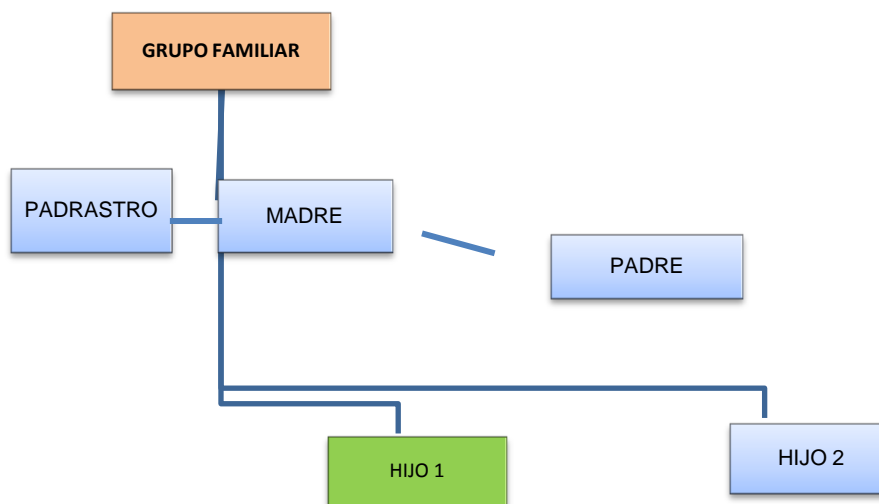 GRUPO FAMILIAR
PADRASTRO
MADRE
PADRE
HIJO 1
HIJO 2